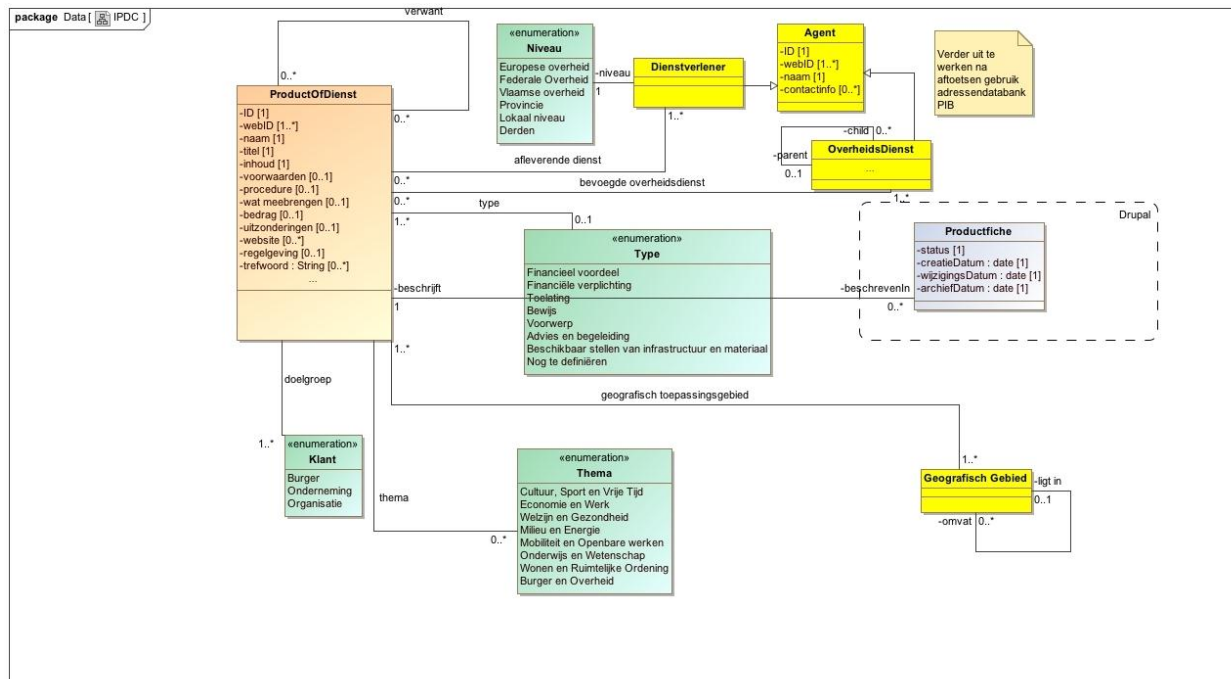 package Data [ IPDC ]
verwant
0..*
0..*
ProductOfDienst
-ID [1]
-webID [1..*]
-naam [1]
-titel [1]
-inhoud [1]
-voorwaarden [0..1]
-procedure [0..1]
-wat meebrengen [0..1]
-bedrag [0..1]
-uitzonderingen [0..1]
-website [0..*]
-regelgeving [0..1]
-trefwoord : String [0..*]
...
«enumeration»
Niveau
Europese overheid
Federale Overheid
Vlaamse overheid
Provincie
Lokaal niveau
Derden
-niveau
1
Dienstverlener
1..*
Agent
-ID [1]
-webID [1..*]
-naam [1]
-contactinfo [0..*]
Verder uit te
werken na
aftoetsen gebruik
adressendatabank
PIB
-child
0..*
-parent
0..1
OverheidsDienst
...
afleverende dienst
0..*
bevoegde overheidsdienst
0..*
1..*
type
1..*
0..1
«enumeration»
Type
Financieel voordeel
Financiële verplichting
Toelating
Bewijs
Voorwerp
Advies en begeleiding
Beschikbaar stellen van infrastructuur en materiaal
Nog te definiëren
Drupal
Productfiche
-status [1]
-creatieDatum : date [1]
-wijzigingsDatum : date [1]
-archiefDatum : date [1]
-beschrijft
1
-beschrevenIn
0..*
1..*
geografisch toepassingsgebied
1..*
doelgroep
1..*
«enumeration»
Klant
Burger
Onderneming
Organisatie
thema
0..*
«enumeration»
Thema
Cultuur, Sport en Vrije Tijd
Economie en Werk
Welzijn en Gezondheid
Milieu en Energie
Mobiliteit en Openbare werken
Onderwijs en Wetenschap
Wonen en Ruimtelijke Ordening
Burger en Overheid
Geografisch Gebied
-ligt in
0..1
-omvat
0..*